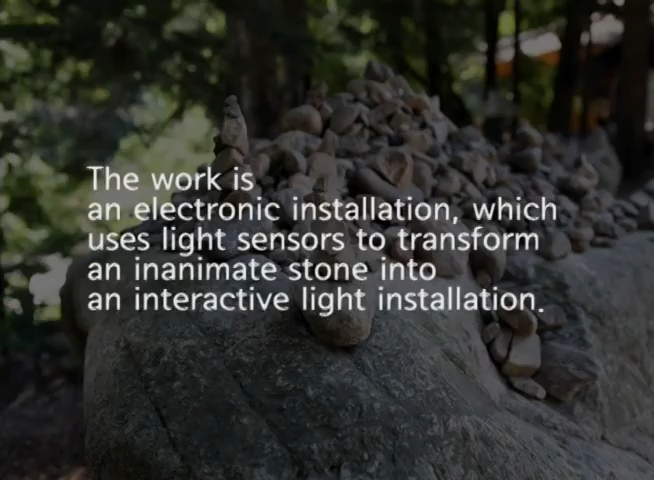 The work is
an electronic installation, which
uses light sensors to transform
an inanimate stone into
an interactive light installation.